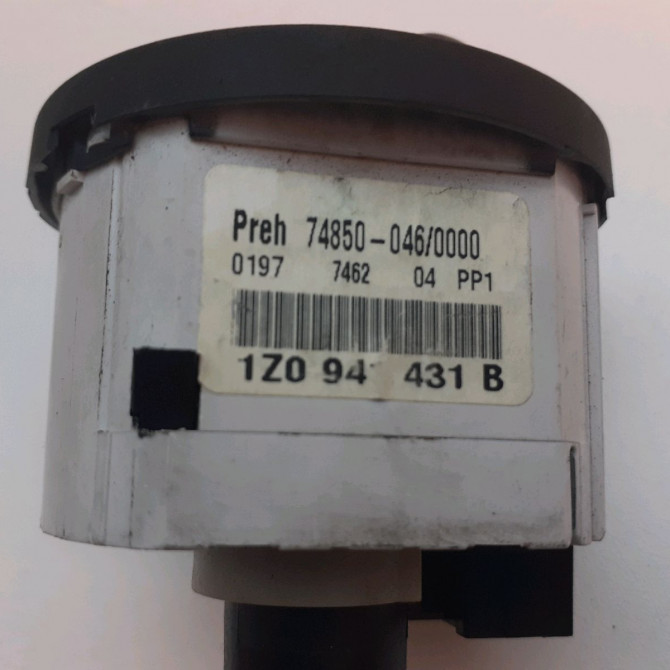 Preh 74850-046/0000
0197 7462 04 PP1
1Z0 94 431 B